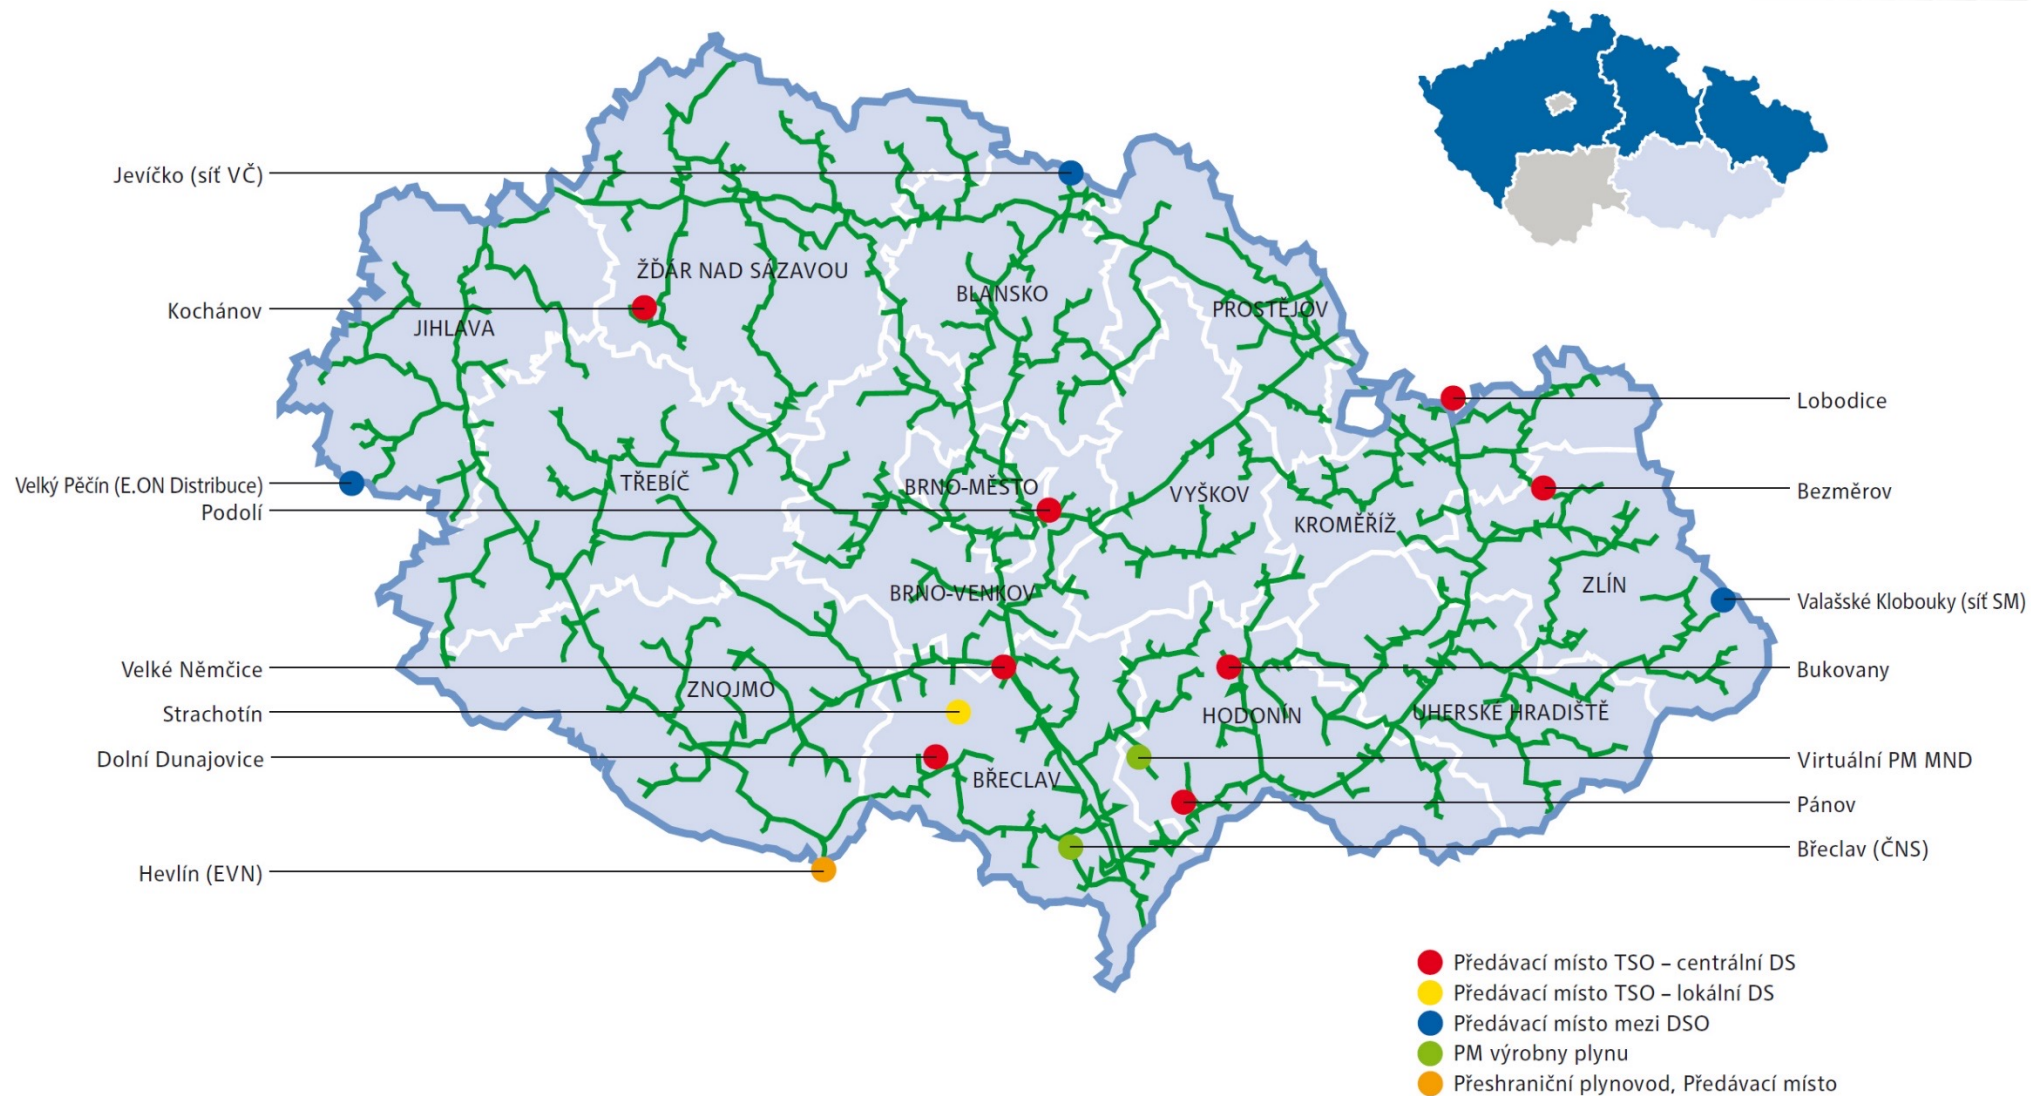 Jevíčko (síť VČ)
Kochánov
Velký Pěčín (E.ON Distribuce)
Podolí
Velké Němčice
Strachotín
Dolní Dunajovice
Hevlín (EVN)
ŽĎÁR NAD SÁZAVOU
BLANSKO
PROSTĚJOV
JIHLAVA
TŘEBÍČ
BRNO-MĚSTO
VYŠKOV
KROMĚŘÍŽ
BRNO-VENKOV
ZLÍN
ZNOJMO
HODONÍN
UHERSKÉ HRADIŠTĚ
BŘECLAV
Lobodice
Bezměrov
Valašské Klobouky (síť SM)
Bukovany
Virtuální PM MND
Pánov
Břeclav (ČNS)
Předávací místo TSO – centrální DS
Předávací místo TSO – lokální DS
Předávací místo mezi DSO
PM výrobny plynu
Přeshraniční plynovod, Předávací místo